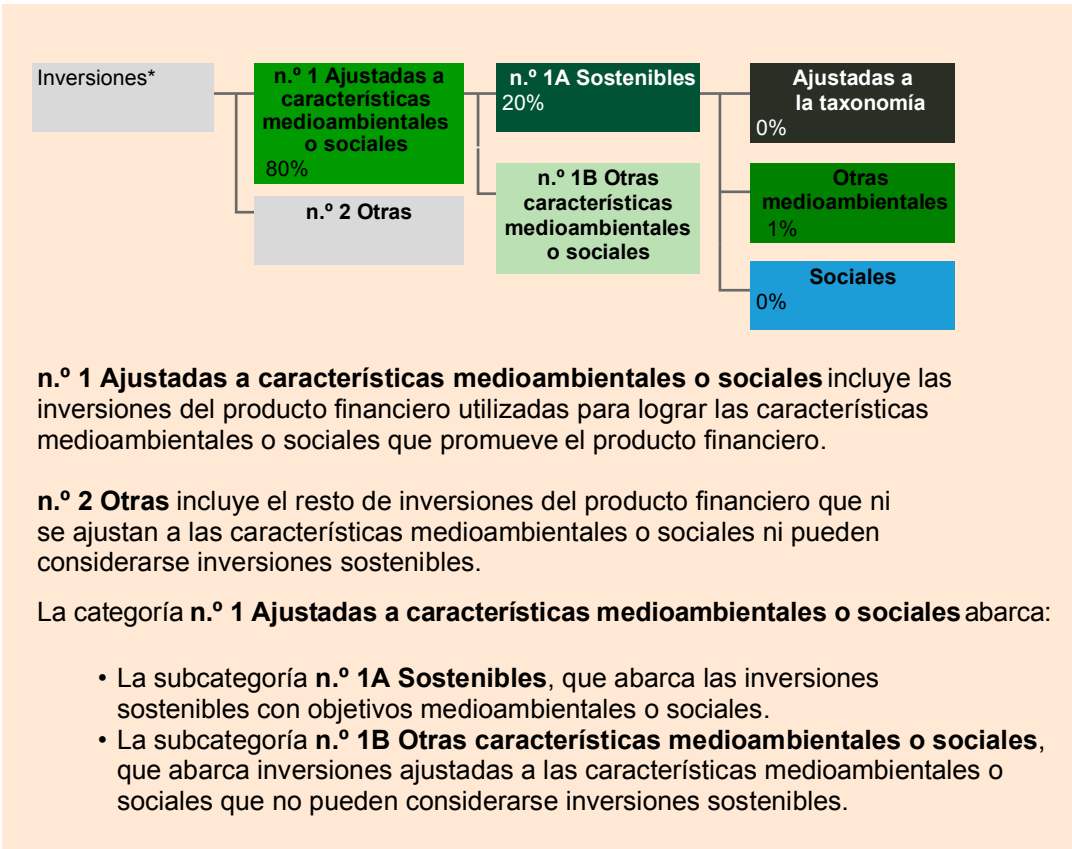 Inversiones*
n.º 1 Ajustadas a
características
medioambientales
o sociales
80%
n.º 2 Otras
n.º 1A Sostenibles
20%
n.º 1B Otras
características
medioambientales
o sociales
Ajustadas a
la taxonomía
0%
Otras
medioambientales
1%
Sociales
0%
n.º 1 Ajustadas a características medioambientales o sociales incluye las
inversiones del producto financiero utilizadas para lograr las características
medioambientales o sociales que promueve el producto financiero.
n.º 2 Otras incluye el resto de inversiones del producto financiero que ni
se ajustan a las características medioambientales o sociales ni pueden
considerarse inversiones sostenibles.
La categoría n.º 1 Ajustadas a características medioambientales o sociales abarca:
• La subcategoría n.º 1A Sostenibles, que abarca las inversiones
sostenibles con objetivos medioambientales o sociales.
• La subcategoría n.º 1B Otras características medioambientales o sociales,
que abarca inversiones ajustadas a las características medioambientales o
sociales que no pueden considerarse inversiones sostenibles.